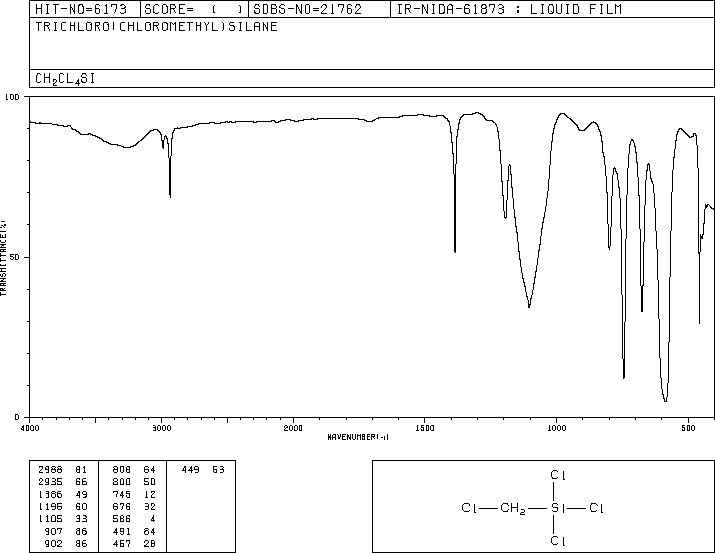 HIT-NO=6173 SCORE= ( ) SDBS-NO=21762 IR-NIDA-61873 : LIQUID FILM
TRICHLORO(CHLOROMETHYL)SILANE
CH2CL4SI
100
50
0
TRANSMITTANCE(%)
4000 3000 2000 1500 1000 500
WAVENUMBER(-1)
2988 81 808 64 449 53
2935 66 800 50
1386 49 745 12
1195 60 676 32
1105 33 586 4
907 86 491 84
902 86 457 28
Cl
Cl—CH2—Si—Cl
Cl